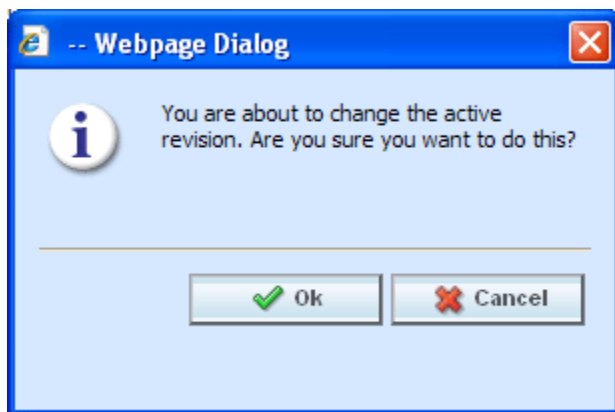 -- Webpage Dialog
You are about to change the active
revision. Are you sure you want to do this?
Ok
Cancel